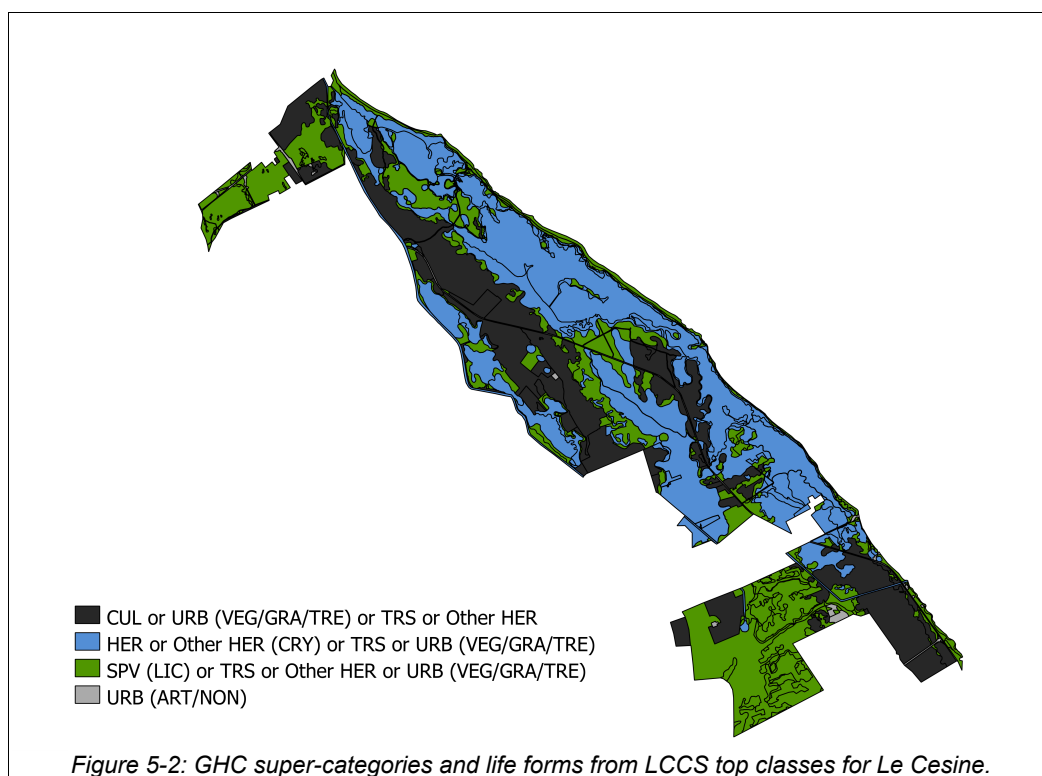 CUL or URB (VEG/GRA/TRE) or TRS or Other HER
HER or Other HER (CRY) or TRS or URB (VEG/GRA/TRE)
SPV (LIC) or TRS or Other HER or URB (VEG/GRA/TRE)
URB (ART/NON)
Figure 5-2: GHC super-categories and life forms from LCCS top classes for Le Cesine.